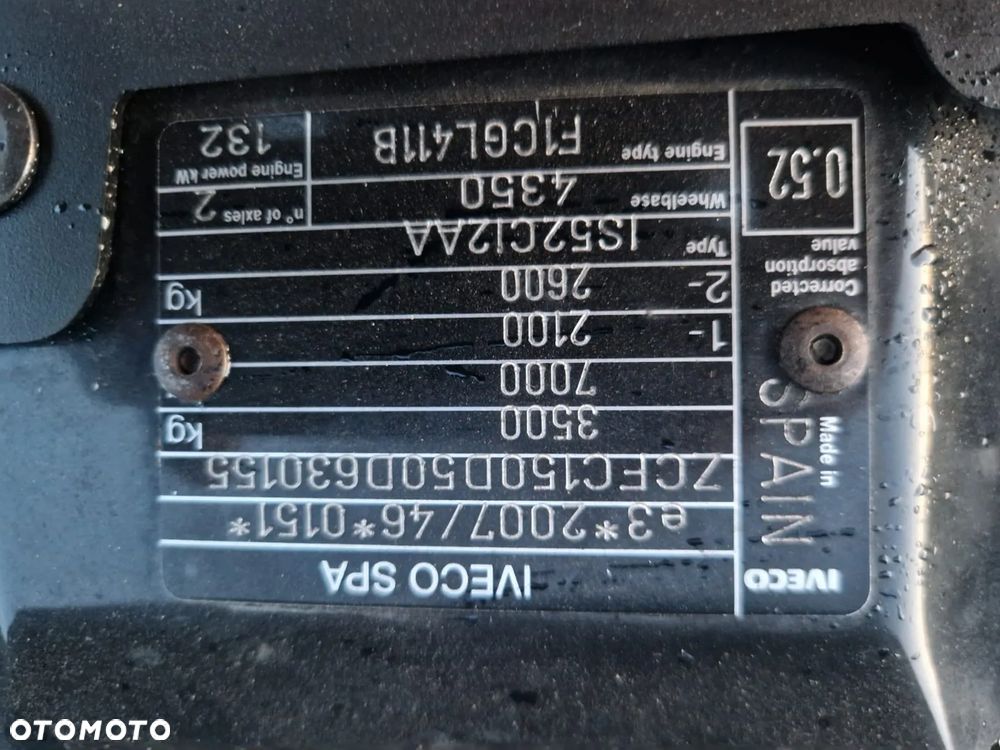 IVECO
IVECO SPA
e3*2007/46*0151*
ZCFC150D50D630155
3500 kg
7000
1- 2100
2- 2600 kg
Type IS52CI2AA
Wheelbase 4350
n° of axles 2
Engine type F1CGL411B
Engine power kW 132
Made in
SPAIN
Corrected
absorption
value
0.52
OTOMOTO